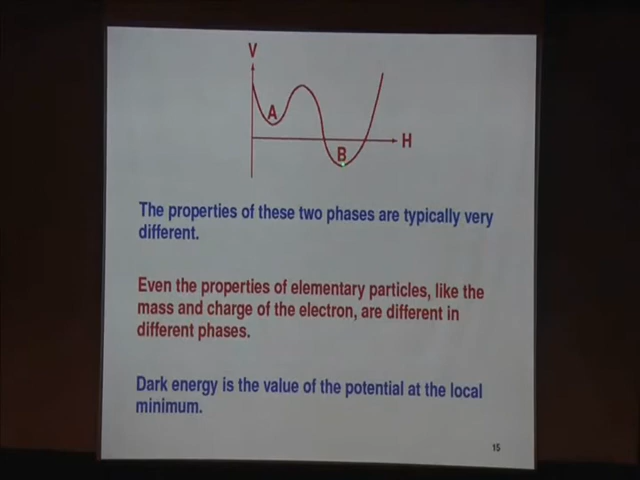 V
A
H
B
The properties of these two phases are typically very
different.
Even the properties of elementary particles, like the
mass and charge of the electron, are different in
different phases.
Dark energy is the value of the potential at the local
minimum.
15